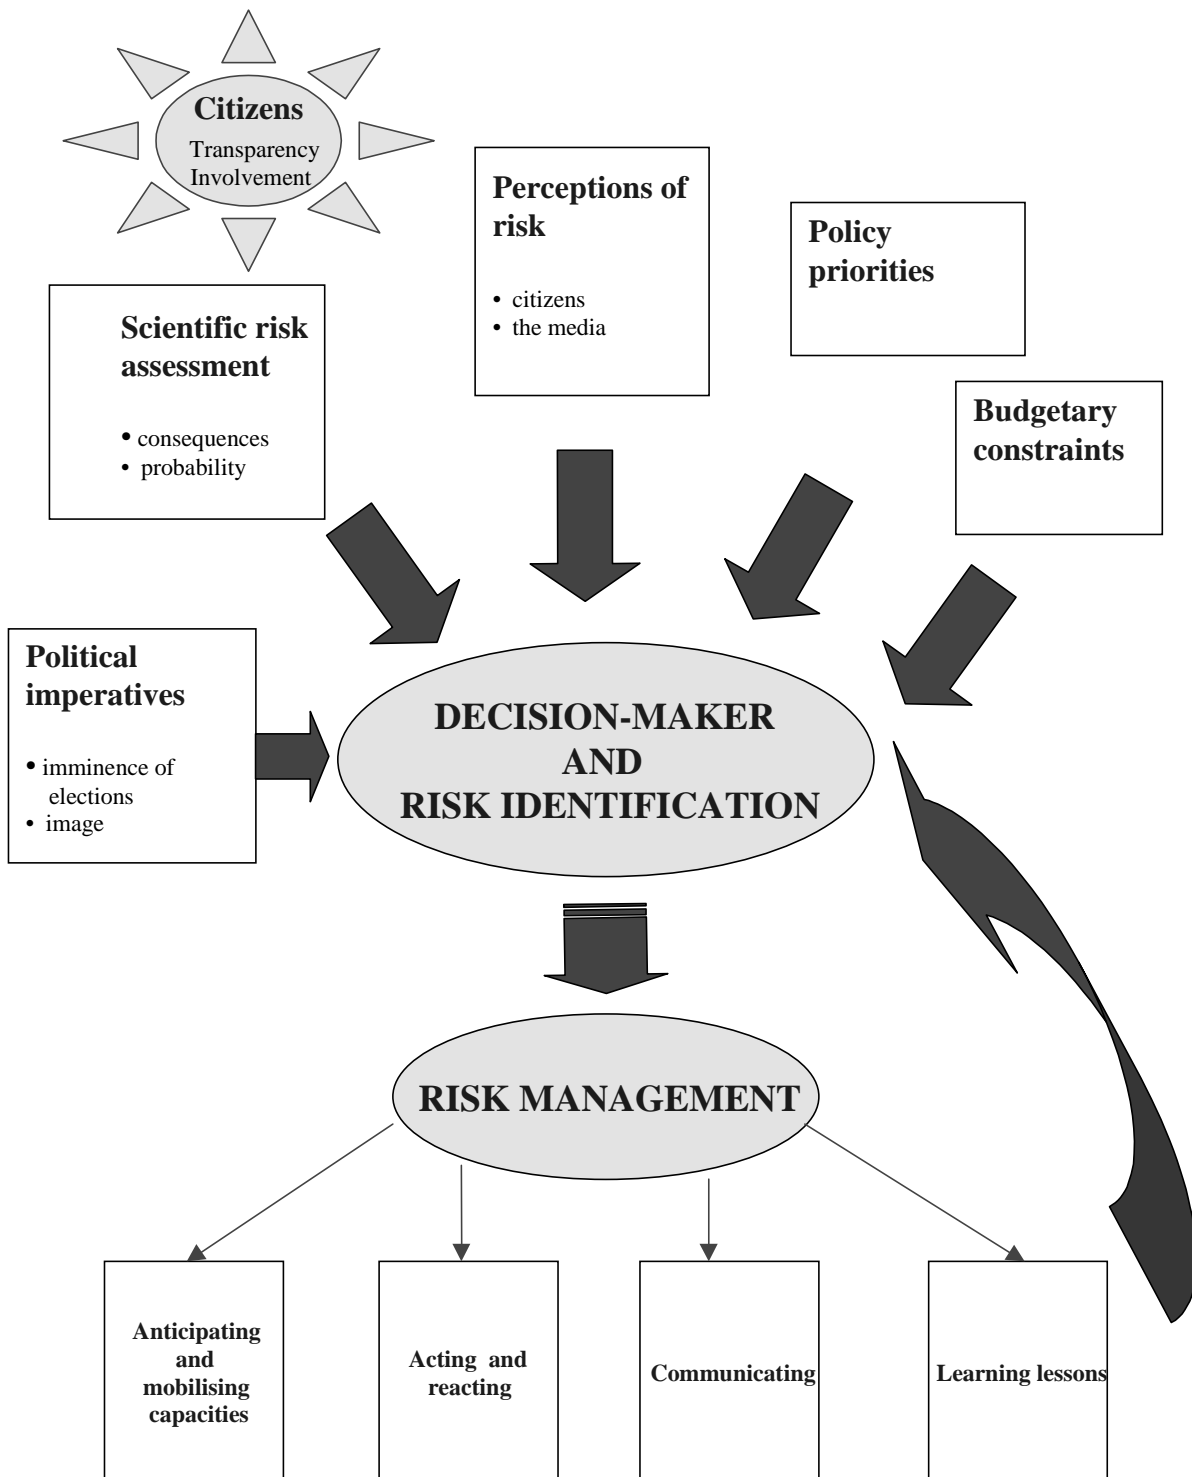 Citizens
Transparency
Involvement
Perceptions of
risk
• citizens
• the media
Policy
priorities
Scientific risk
assessment
• consequences
• probability
Budgetary
constraints
Political
imperatives
• imminence of
elections
• image
DECISION-MAKER
AND
RISK IDENTIFICATION
RISK MANAGEMENT
Anticipating
and
mobilising
capacities
Acting and
reacting
Communicating
Learning lessons